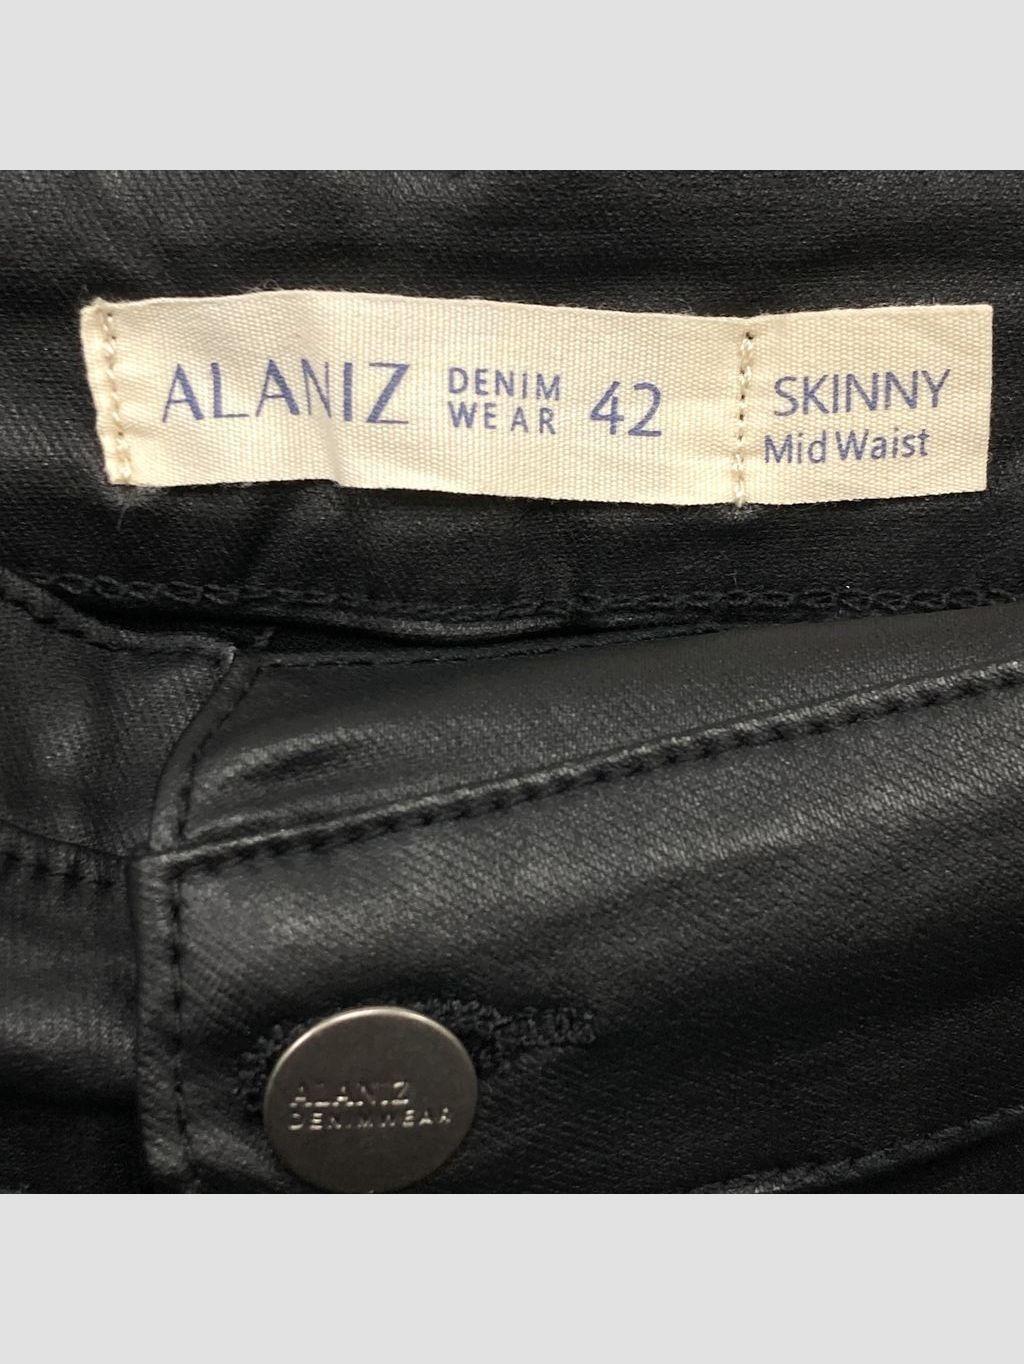 ALANIZ DENIM WEAR 42
SKINNY
Mid Waist
ALANIZ
DENIMWEAR